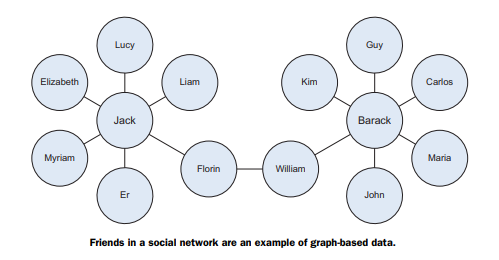 Lucy
Guy
Elizabeth
Liam
Kim
Carlos
Jack
Barack
Myriam
Florin
William
Maria
Er
John
Friends in a social network are an example of graph-based data.